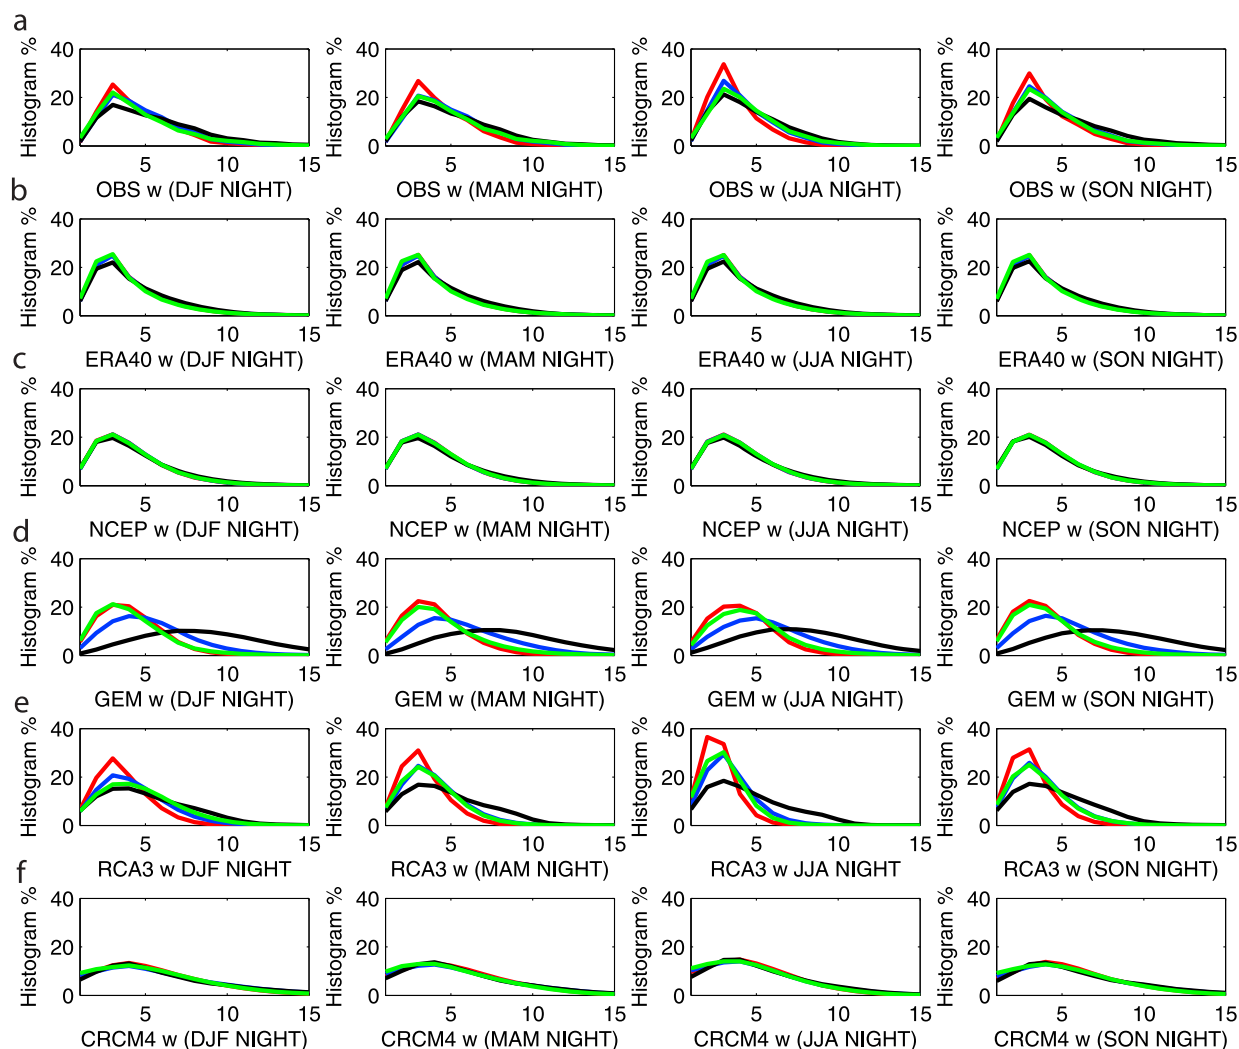 a
Histogram % 40 20 0 5 10 15 OBS w (DJF NIGHT)
Histogram % 40 20 0 5 10 15 OBS w (MAM NIGHT)
Histogram % 40 20 0 5 10 15 OBS w (JJA NIGHT)
Histogram % 40 20 0 5 10 15 OBS w (SON NIGHT)
b
Histogram % 40 20 0 5 10 15 ERA40 w (DJF NIGHT)
Histogram % 40 20 0 5 10 15 ERA40 w (MAM NIGHT)
Histogram % 40 20 0 5 10 15 ERA40 w (JJA NIGHT)
Histogram % 40 20 0 5 10 15 ERA40 w (SON NIGHT)
c
Histogram % 40 20 0 5 10 15 NCEP w (DJF NIGHT)
Histogram % 40 20 0 5 10 15 NCEP w (MAM NIGHT)
Histogram % 40 20 0 5 10 15 NCEP w (JJA NIGHT)
Histogram % 40 20 0 5 10 15 NCEP w (SON NIGHT)
d
Histogram % 40 20 0 5 10 15 GEM w (DJF NIGHT)
Histogram % 40 20 0 5 10 15 GEM w (MAM NIGHT)
Histogram % 40 20 0 5 10 15 GEM w (JJA NIGHT)
Histogram % 40 20 0 5 10 15 GEM w (SON NIGHT)
e
Histogram % 40 20 0 5 10 15 RCA3 w DJF NIGHT
Histogram % 40 20 0 5 10 15 RCA3 w (MAM NIGHT)
Histogram % 40 20 0 5 10 15 RCA3 w JJA NIGHT
Histogram % 40 20 0 5 10 15 RCA3 w (SON NIGHT)
f
Histogram % 40 20 0 5 10 15 CRCM4 w (DJF NIGHT)
Histogram % 40 20 0 5 10 15 CRCM4 w (MAM NIGHT)
Histogram % 40 20 0 5 10 15 CRCM4 w (JJA NIGHT)
Histogram % 40 20 0 5 10 15 CRCM4 w (SON NIGHT)